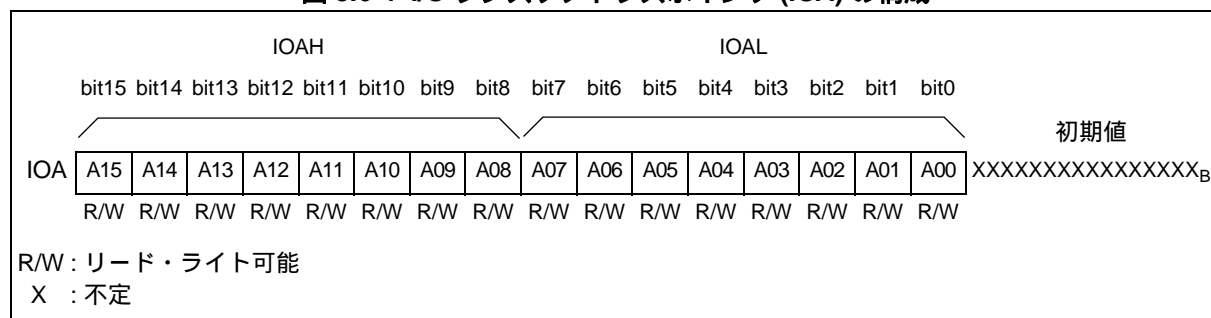 IOAH IOAL
bit15 bit14 bit13 bit12 bit11 bit10 bit9 bit8 bit7 bit6 bit5 bit4 bit3 bit2 bit1 bit0
初期値
IOA A15 A14 A13 A12 A11 A10 A09 A08 A07 A06 A05 A04 A03 A02 A01 A00 XXXXXXXXXXXXXXXXB
R/W R/W R/W R/W R/W R/W R/W R/W R/W R/W R/W R/W R/W R/W R/W R/W
R/W : リード・ライト可能
X : 不定